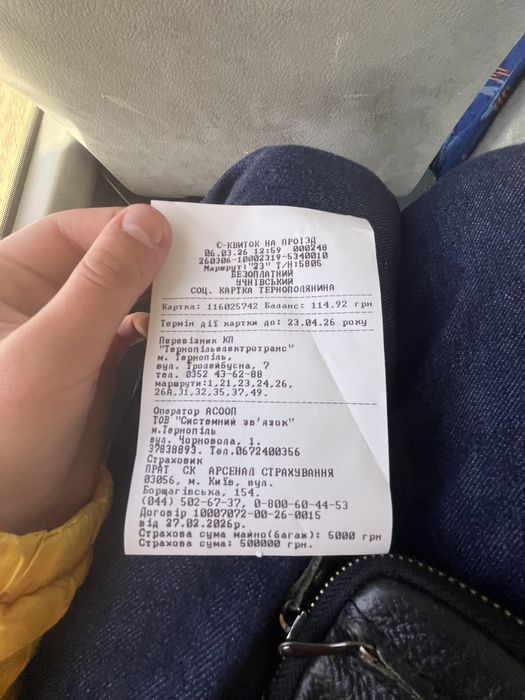 Є-КВИТОК НА ПРОЇЗД
06.03.26 12:59 000248
260306-10002319-5340010
Маршрут:"23" Т/Н:5805
БЕЗОПЛАТНИЙ
УЧНІВСЬКИЙ
СОЦ. КАРТКА ТЕРНОПОЛЯНИНА
Картка: 116025742 Баланс: 114.92 грн
Термін дії картки до: 23.04.26 року
Перевізник КП
"Тернопільелектротранс"
м. Тернопіль,
вул. Тролейбусна, 7
тел. 0352 43-62-88
маршрути:1,21,23,24,26,
26А,31,32,35,37,49.
Оператор АСООП
ТОВ "Системний зв'язок"
м.Тернопіль
вул. Чорновола, 1.
37838893. Тел.0672400356
Страховик
ПРАТ СК АРСЕНАЛ СТРАХУВАННЯ
03056, м. Київ, вул.
Борщагівська, 154.
(044) 502-67-37, 0-800-60-44-53
Договір 10007072-00-26-0015
від 27.02.2026р.
Страхова сума майно(багаж): 5000 грн
Страхова сума: 500000 грн.